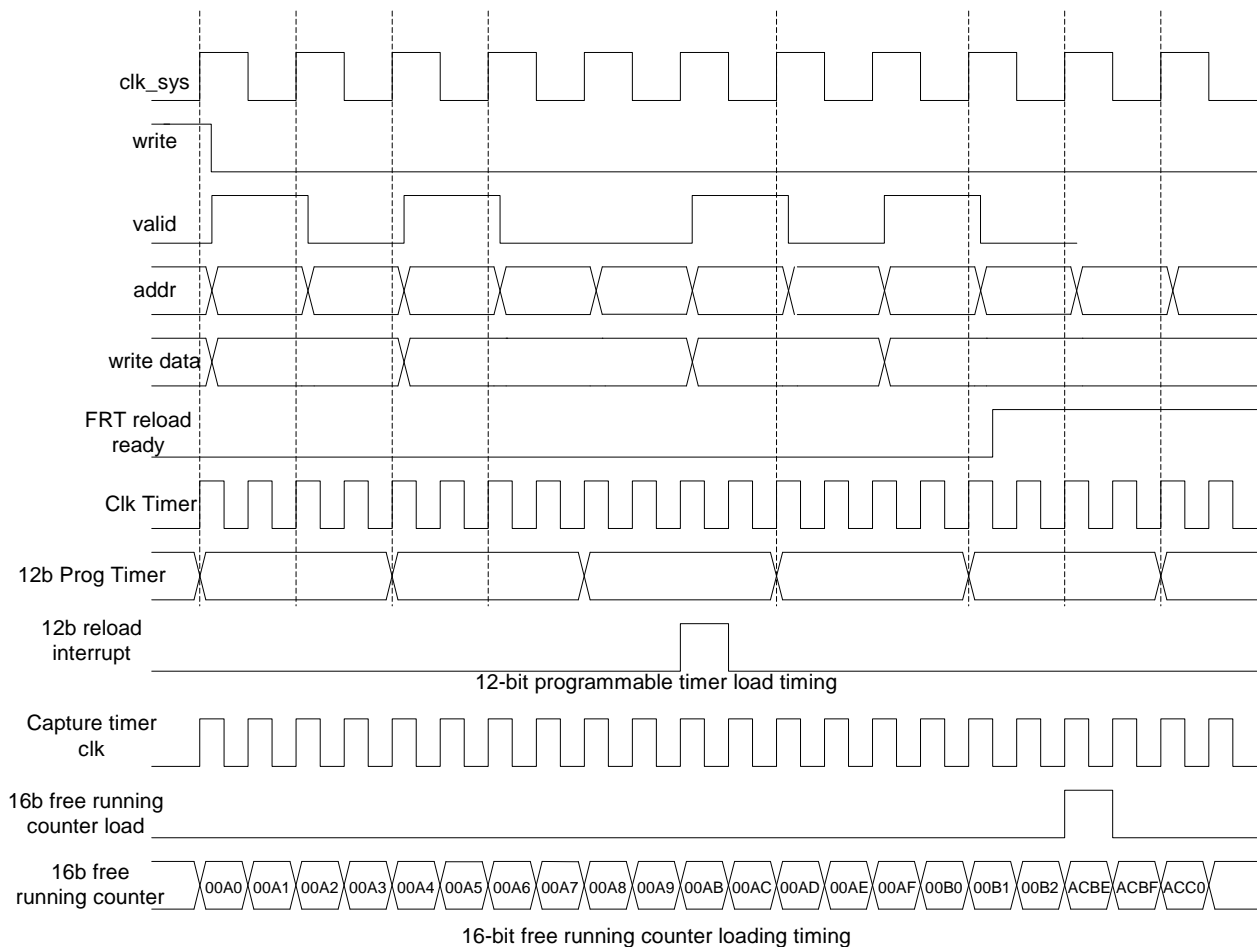 clk_sys
write
valid
addr
write data
FRT reload
ready
Clk Timer
12b Prog Timer
12b reload
interrupt
12-bit programmable timer load timing
Capture timer
clk
16b free running
counter load
16b free
running counter
00A0 00A1 00A2 00A3 00A4 00A5 00A6 00A7 00A8 00A9 00AB 00AC 00AD 00AE 00AF 00B0 00B1 00B2 ACBE ACBF ACC0
16-bit free running counter loading timing